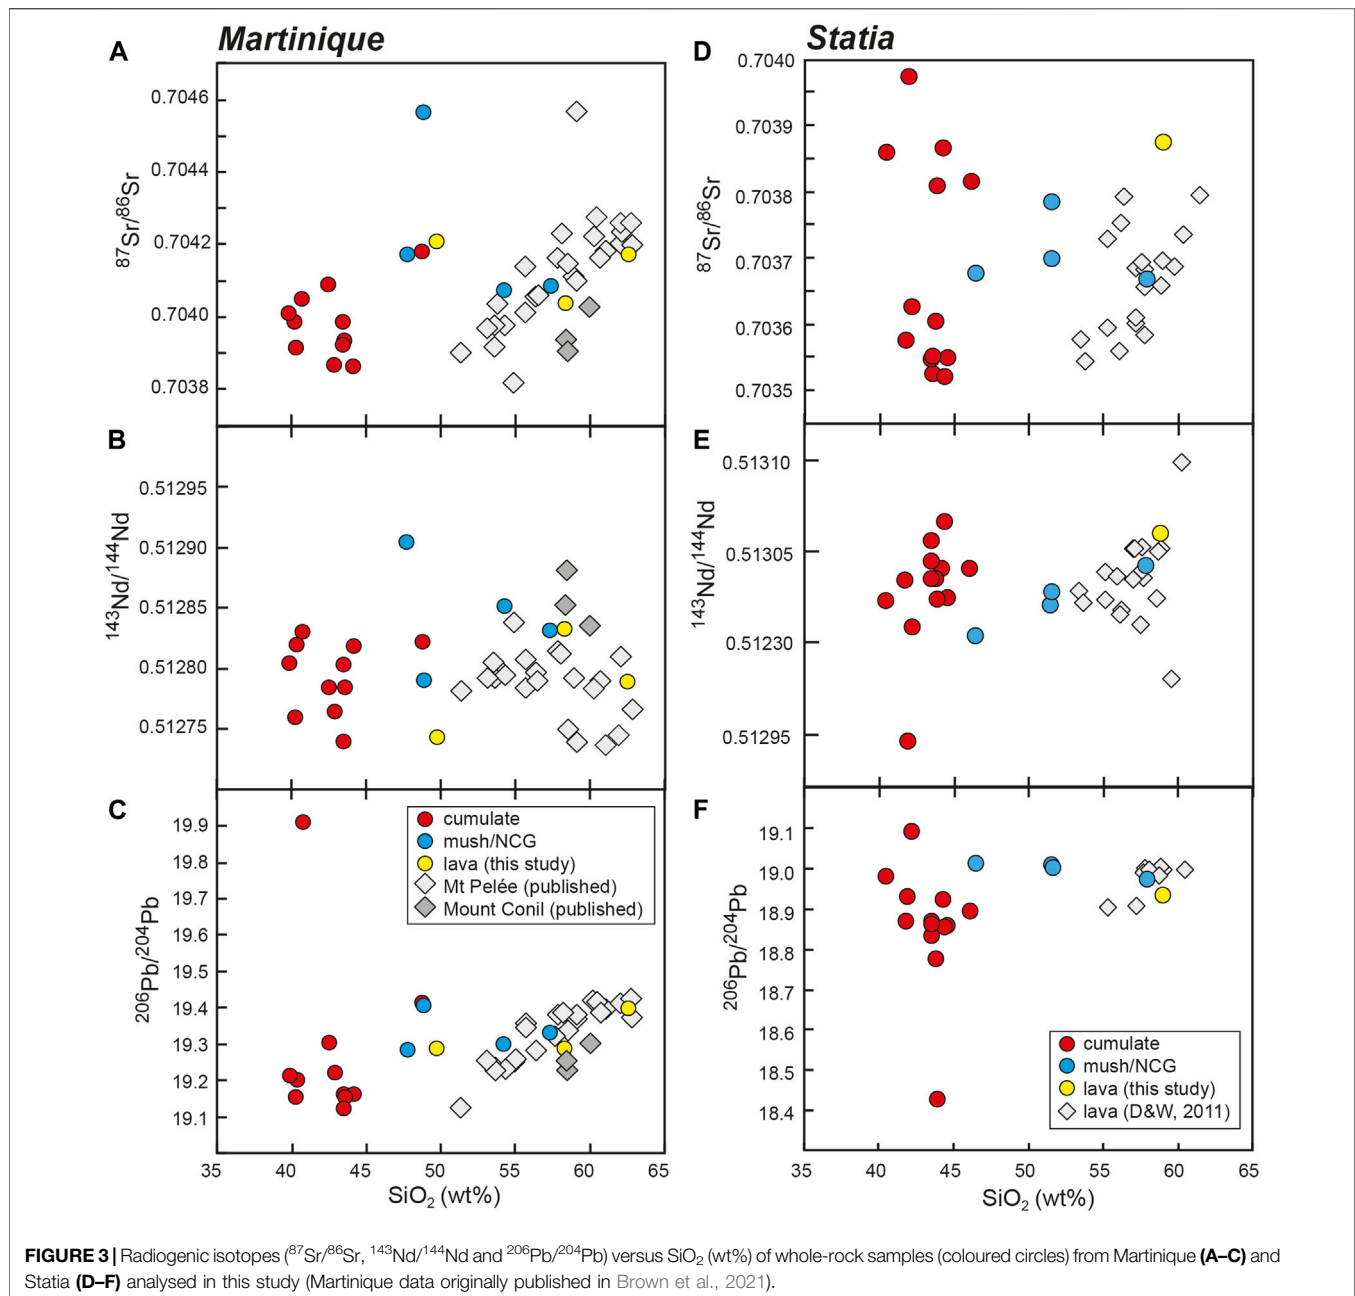 Martinique
Statia
A
0.7046
0.7044
0.7042
0.7040
0.7038
87Sr/86Sr
B
0.51295
0.51290
0.51285
0.51280
0.51275
143Nd/144Nd
C
19.9
19.8
19.7
19.6
19.5
19.4
19.3
19.2
19.1
206Pb/204Pb
cumulate
mush/NCG
lava (this study)
Mt Pelée (published)
Mount Conil (published)
35 40 45 50 55 60 65
SiO2 (wt%)
D
0.7040
0.7039
0.7038
0.7037
0.7036
0.7035
87Sr/86Sr
E
0.51310
0.51305
0.51230
0.51295
143Nd/144Nd
F
19.1
19.0
18.9
18.8
18.7
18.6
18.5
18.4
206Pb/204Pb
cumulate
mush/NCG
lava (this study)
lava (D&W, 2011)
35 40 45 50 55 60 65
SiO2 (wt%)
FIGURE 3 | Radiogenic isotopes (87Sr/86Sr, 143Nd/144Nd and 206Pb/204Pb) versus SiO2 (wt%) of whole-rock samples (coloured circles) from Martinique (A–C) and
Statia (D–F) analysed in this study (Martinique data originally published in Brown et al., 2021).